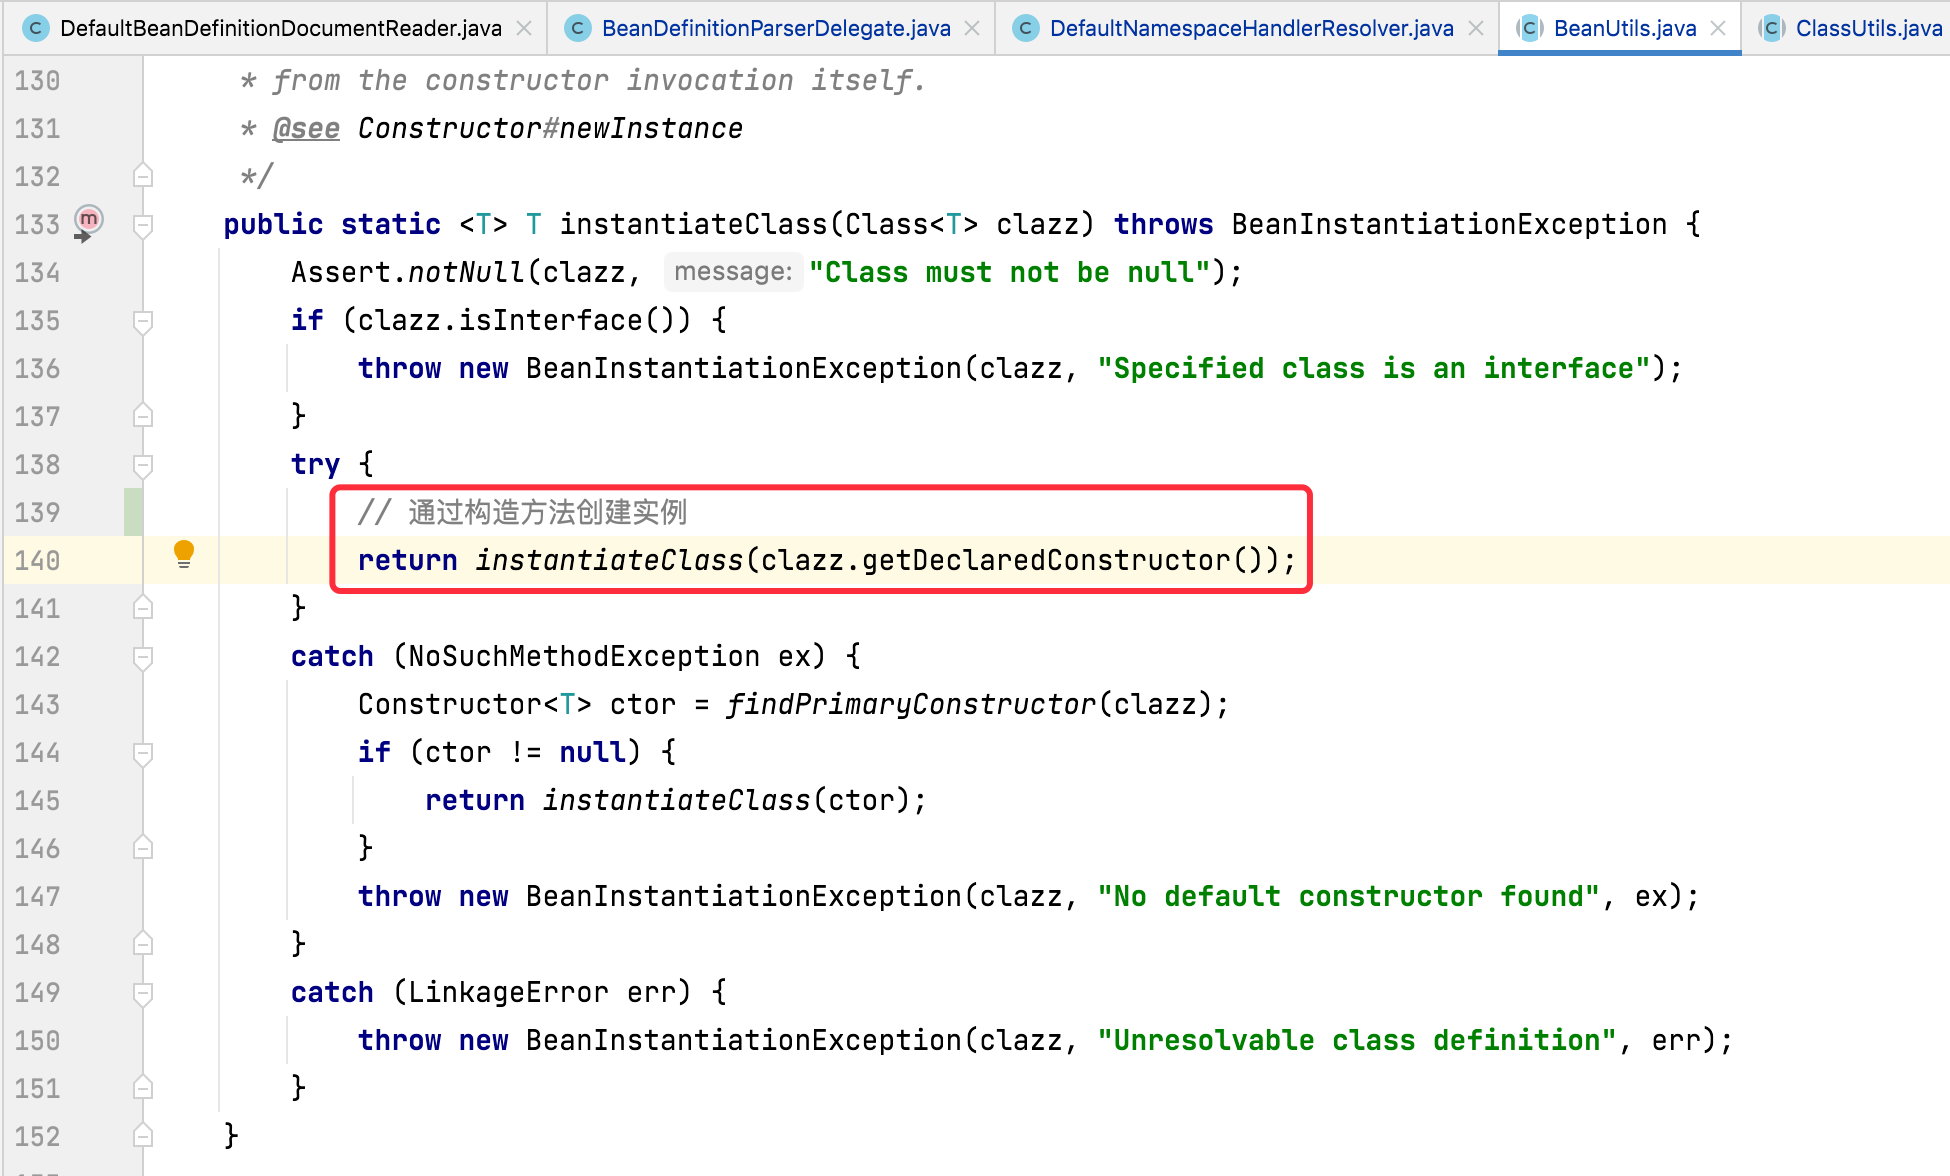 DefaultBeanDefinitionDocumentReader.java BeanDefinitionParserDelegate.java DefaultNamespaceHandlerResolver.java BeanUtils.java ClassUtils.java
130 * from the constructor invocation itself.
131 * @see Constructor#newInstance
132 */
133 public static <T> T instantiateClass(Class<T> clazz) throws BeanInstantiationException {
134 Assert.notNull(clazz, message: "Class must not be null");
135 if (clazz.isInterface()) {
136 throw new BeanInstantiationException(clazz, "Specified class is an interface");
137 }
138 try {
139 // 通过构造方法创建实例
140 return instantiateClass(clazz.getDeclaredConstructor());
141 }
142 catch (NoSuchMethodException ex) {
143 Constructor<T> ctor = findPrimaryConstructor(clazz);
144 if (ctor != null) {
145 return instantiateClass(ctor);
146 }
147 throw new BeanInstantiationException(clazz, "No default constructor found", ex);
148 }
149 catch (LinkageError err) {
150 throw new BeanInstantiationException(clazz, "Unresolvable class definition", err);
151 }
152 }